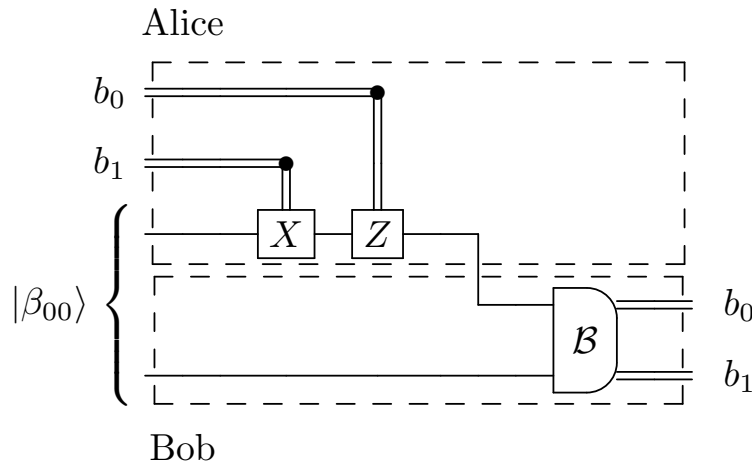 Alice
b₀
b₁
X Z
|β₀₀⟩
ℬ
b₀
b₁
Bob